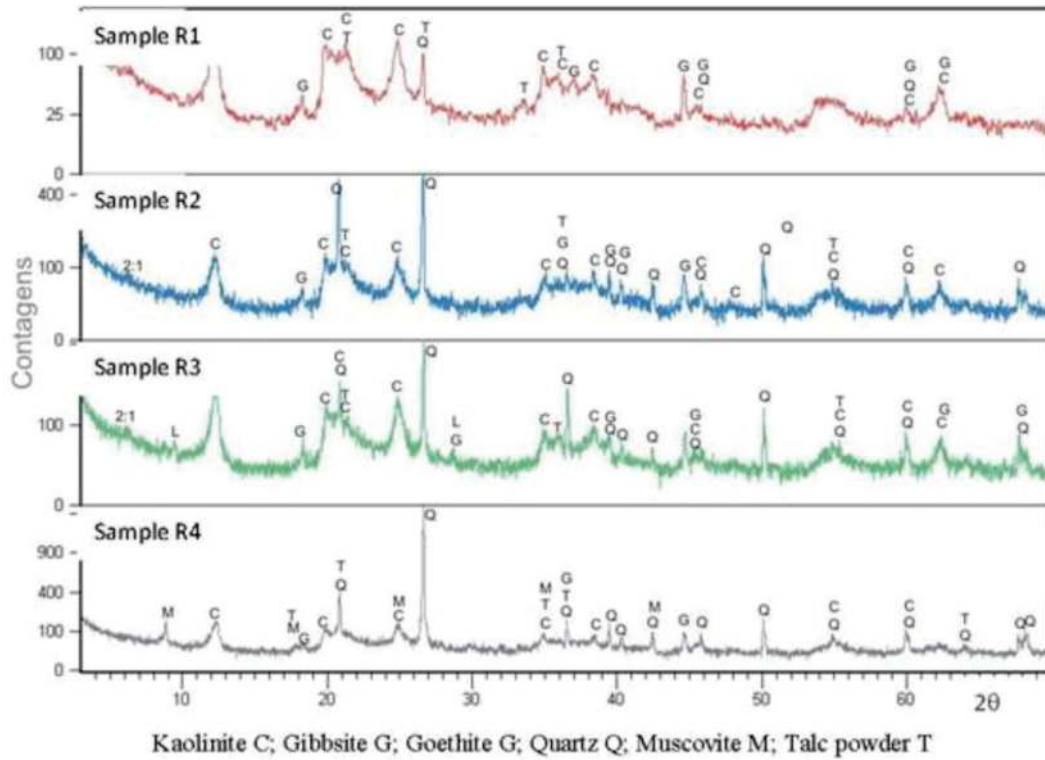 Sample R1
C
C
T
C
T
Q
G
T
C
T
C
G
C
G
G
Q
C
G
Q
C
G
C
100
25
0
Sample R2
400
100
0
2:1
C
G
Q
C
T
C
C
Q
C
T
G
Q
C
G
Q
G
Q
Q
G
C
Q
C
Q
Q
T
C
Q
C
Q
C
Q
Contagens
Sample R3
100
0
2:1
L
G
C
C
Q
T
C
C
Q
L
G
C
T
Q
C
G
Q
Q
Q
G
C
Q
Q
T
C
Q
C
Q
G
C
G
Q
Sample R4
900
400
100
0
M
C
T
M
G
C
T
Q
M
C
Q
M
T
C
G
T
Q
C
Q
Q
M
Q
G
Q
Q
C
Q
C
Q
T
Q
Q
Q
10 20 30 40 50 60 2θ
Kaolinite C; Gibbsite G; Goethite G; Quartz Q; Muscovite M; Talc powder T